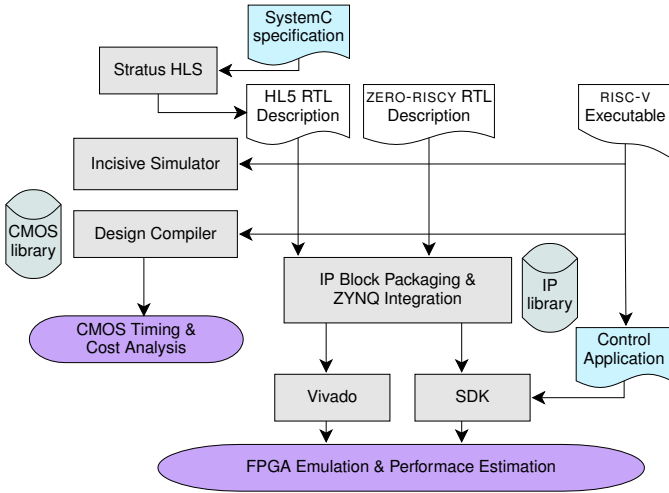 SystemC
specification
Stratus HLS
HL5 RTL
Description
ZERO-RISCY RTL
Description
RISC-V
Executable
Incisive Simulator
CMOS
library
Design Compiler
IP Block Packaging &
ZYNQ Integration
IP
library
CMOS Timing &
Cost Analysis
Control
Application
Vivado
SDK
FPGA Emulation & Performace Estimation